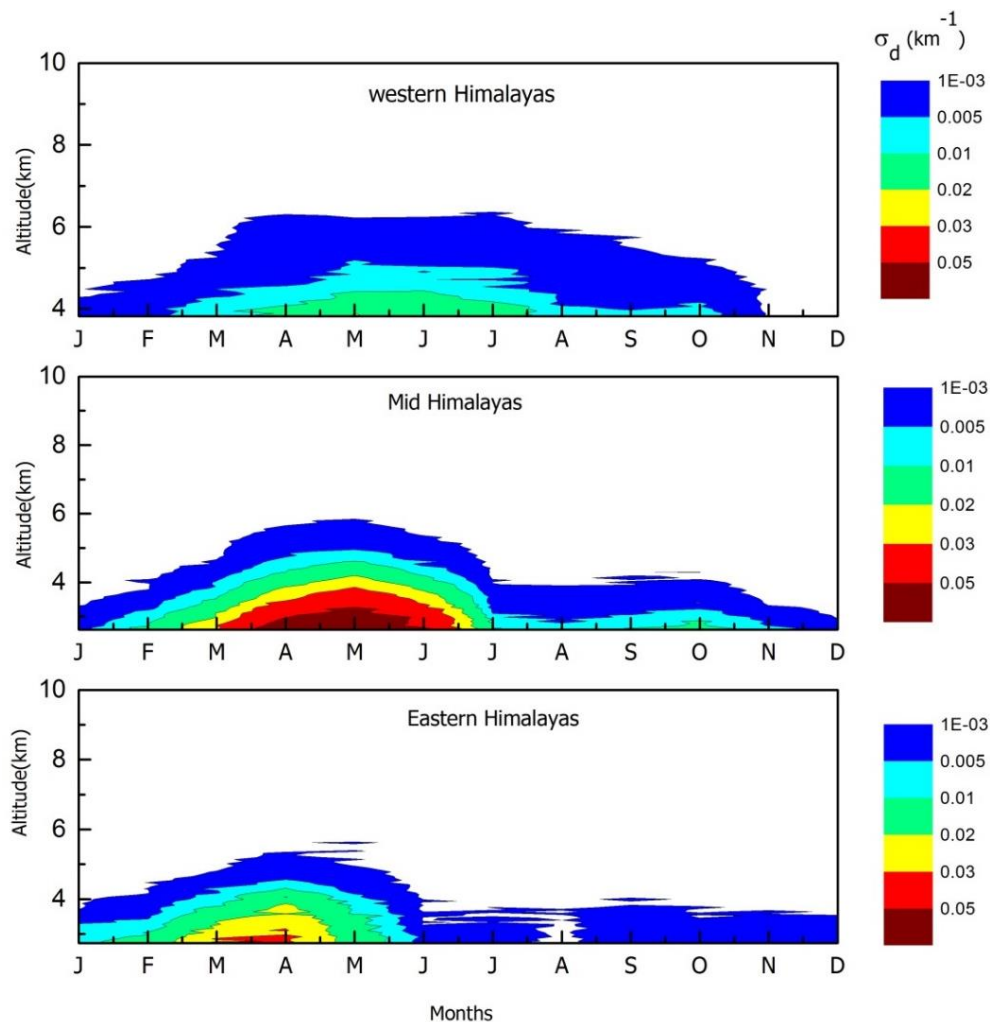 σd (km-1)
western Himalayas
Altitude(km)
10
8
6
4
J F M A M J J A S O N D
1E-03
0.005
0.01
0.02
0.03
0.05
Mid Himalayas
Altitude(km)
10
8
6
4
J F M A M J J A S O N D
1E-03
0.005
0.01
0.02
0.03
0.05
Eastern Himalayas
Altitude(km)
10
8
6
4
J F M A M J J A S O N D
1E-03
0.005
0.01
0.02
0.03
0.05
Months